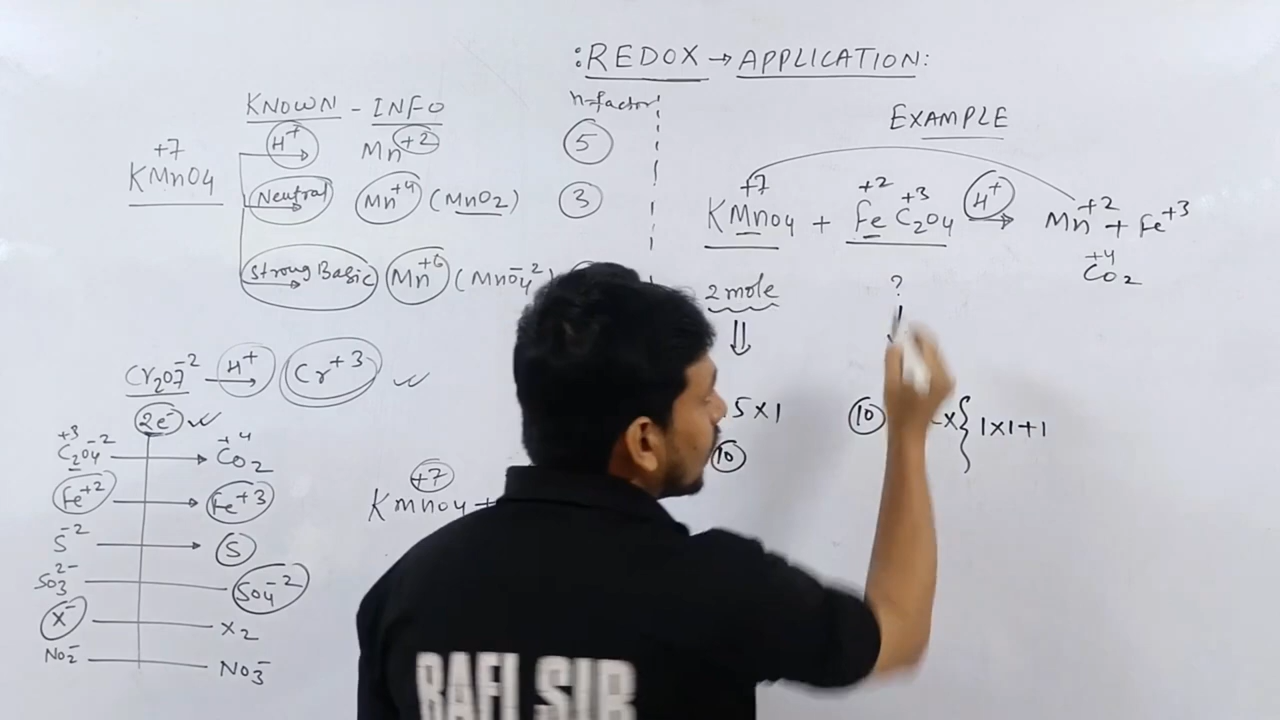 :REDOX → APPLICATION:
KNOWN - INFO
n-factor
+7
KMnO4
H+ Mn+2 5
Neutral Mn+4 (MnO2) 3
Strong Basic Mn+6 (MnO4-2)
Cr2O7-2 H+ Cr+3 ✓
2e- ✓
+3 +4
C2O4-2 → CO2
Fe+2 → Fe+3
S-2 → S
SO3 2- SO4-2
X- X2
NO2- NO3-
+7
KMnO4 +
EXAMPLE
+7 +2 +3
KMnO4 + FeC2O4 H+ → Mn+2 + Fe+3
+4
CO2
2 mole ?
5×1
10
10 × { 1×1+1
RAFI SIR